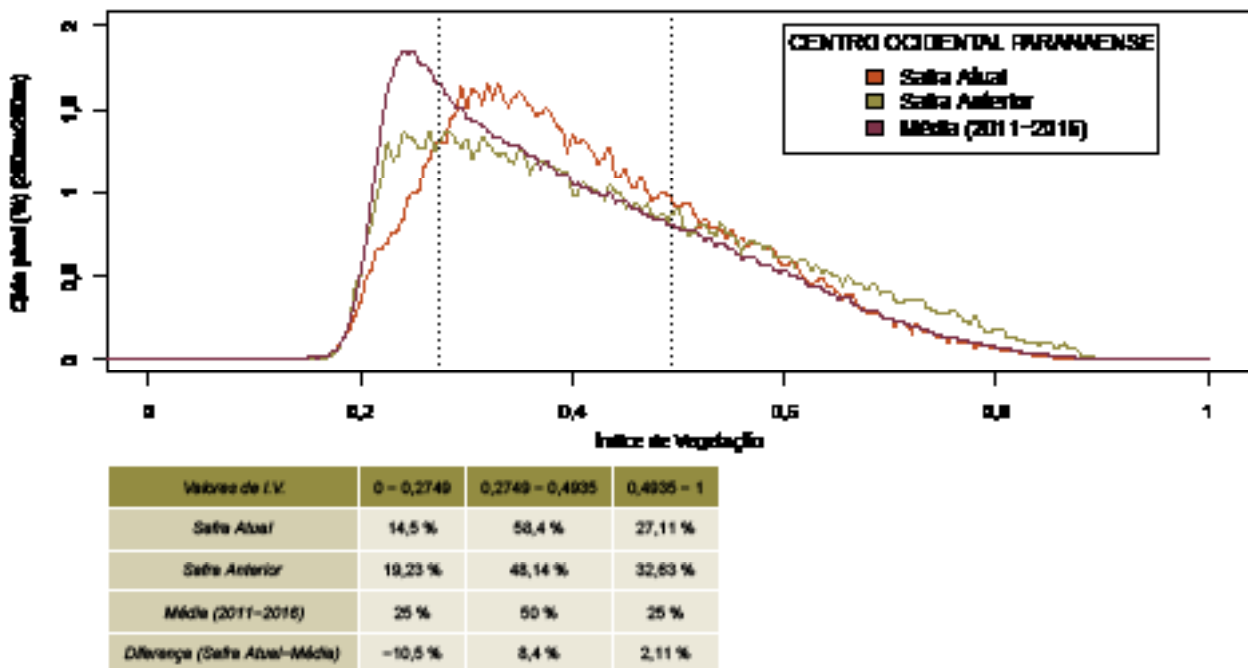 CENTRO OCIDENTAL PARANAENSE
Safra Atual
Safra Anterior
Média (2011-2016)
Qtde pixel (%)
2
1,5
1
0,5
0
0 0,2 0,4 0,6 0,8 1
Índice de Vegetação
Valores de I.V. 0 - 0,2749 0,2749 - 0,4935 0,4935 - 1
Safra Atual 14,5 % 58,4 % 27,11 %
Safra Anterior 19,23 % 48,14 % 32,63 %
Média (2011-2016) 25 % 50 % 25 %
Diferença (Safra Atual-Média) -10,5 % 8,4 % 2,11 %